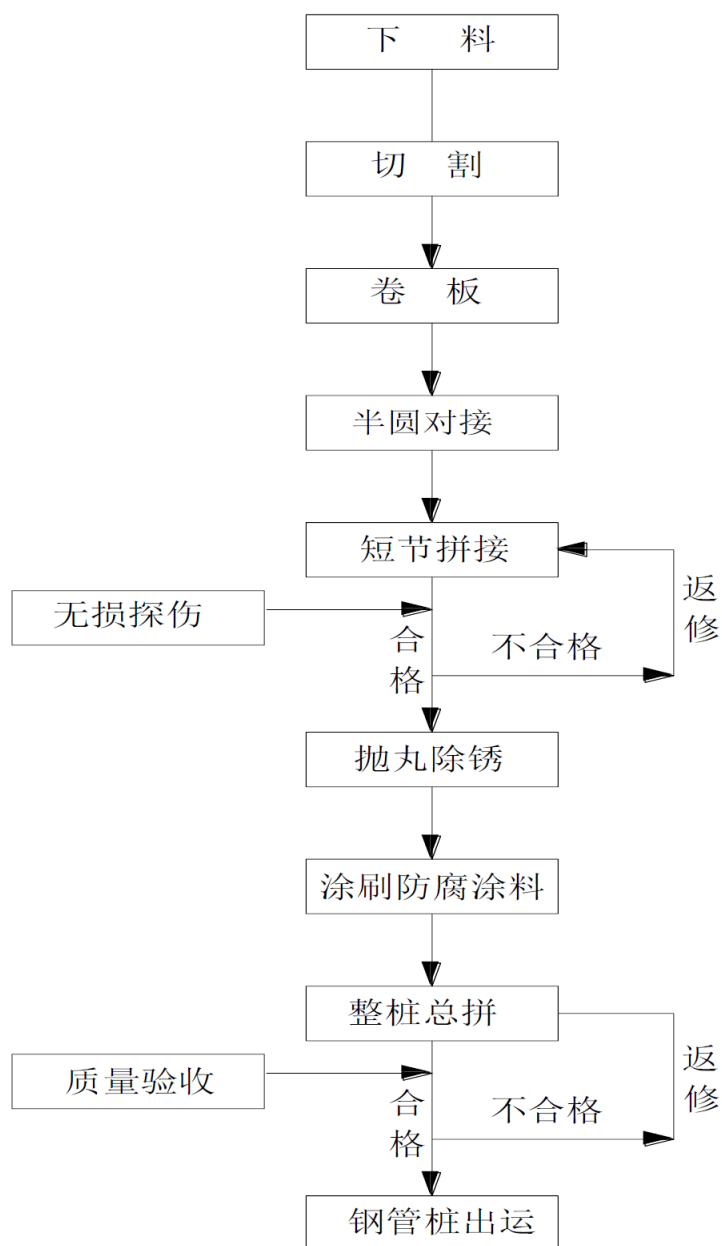 下 料
切 割
卷 板
半圆对接
短节拼接
返修
无损探伤
合格
不合格
抛丸除锈
涂刷防腐涂料
整桩总拼
返修
质量验收
合格
不合格
钢管桩出运